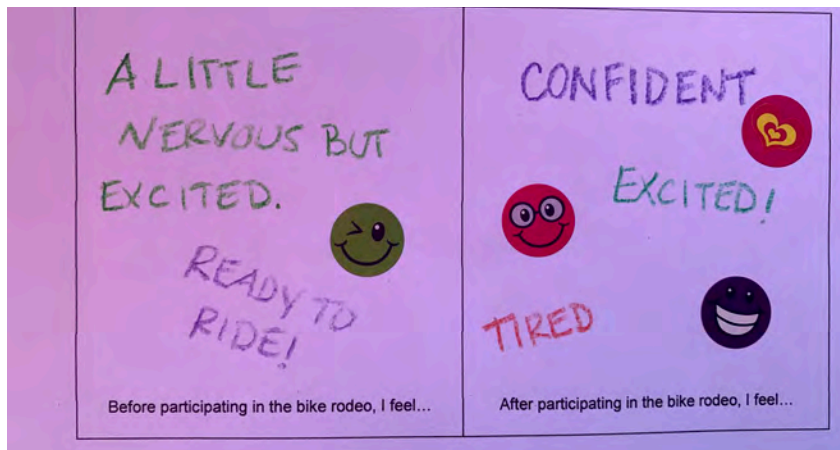 A LITTLE
NERVOUS BUT
EXCITED.
READY TO
RIDE!
Before participating in the bike rodeo, I feel...
CONFIDENT
EXCITED!
TIRED
After participating in the bike rodeo, I feel...